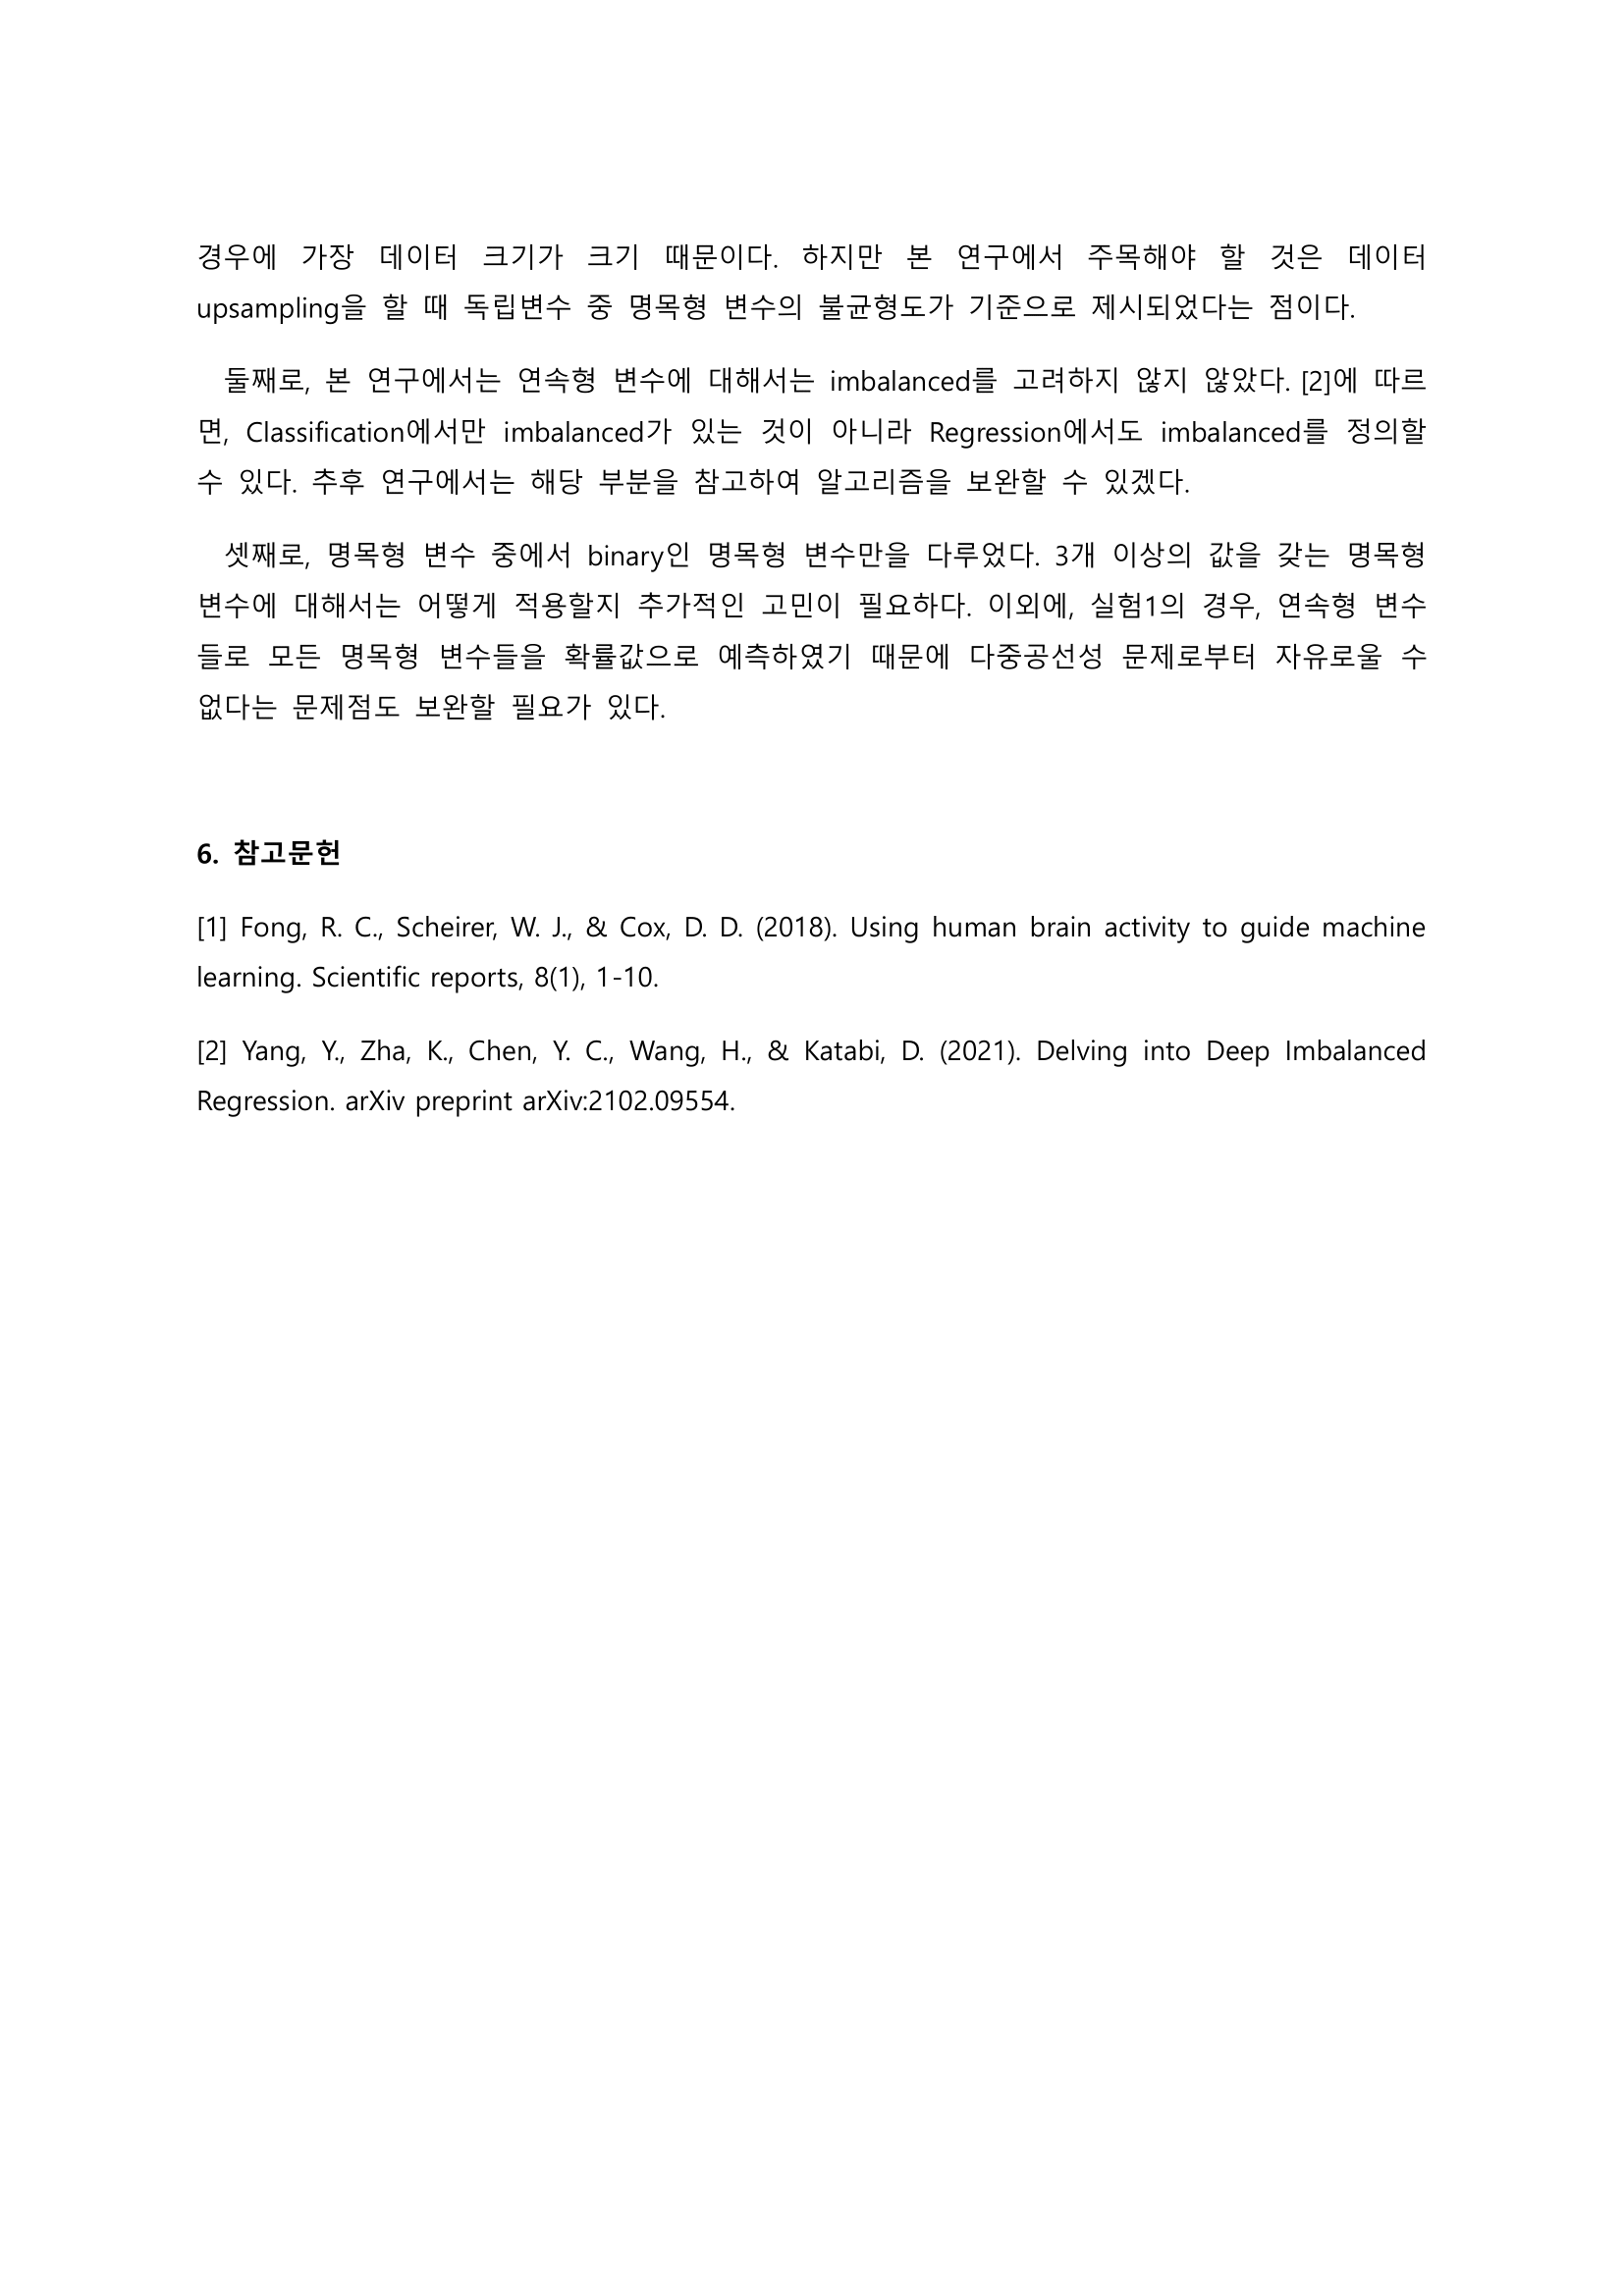 경우에 가장 데이터 크기가 크기 때문이다. 하지만 본 연구에서 주목해야 할 것은 데이터
upsampling을 할 때 독립변수 중 명목형 변수의 불균형도가 기준으로 제시되었다는 점이다.
둘째로, 본 연구에서는 연속형 변수에 대해서는 imbalanced를 고려하지 않지 않았다. [2]에 따르
면, Classification에서만 imbalanced가 있는 것이 아니라 Regression에서도 imbalanced를 정의할
수 있다. 추후 연구에서는 해당 부분을 참고하여 알고리즘을 보완할 수 있겠다.
셋째로, 명목형 변수 중에서 binary인 명목형 변수만을 다루었다. 3개 이상의 값을 갖는 명목형
변수에 대해서는 어떻게 적용할지 추가적인 고민이 필요하다. 이외에, 실험1의 경우, 연속형 변수
들로 모든 명목형 변수들을 확률값으로 예측하였기 때문에 다중공선성 문제로부터 자유로울 수
없다는 문제점도 보완할 필요가 있다.
6. 참고문헌
[1] Fong, R. C., Scheirer, W. J., & Cox, D. D. (2018). Using human brain activity to guide machine
learning. Scientific reports, 8(1), 1-10.
[2] Yang, Y., Zha, K., Chen, Y. C., Wang, H., & Katabi, D. (2021). Delving into Deep Imbalanced
Regression. arXiv preprint arXiv:2102.09554.